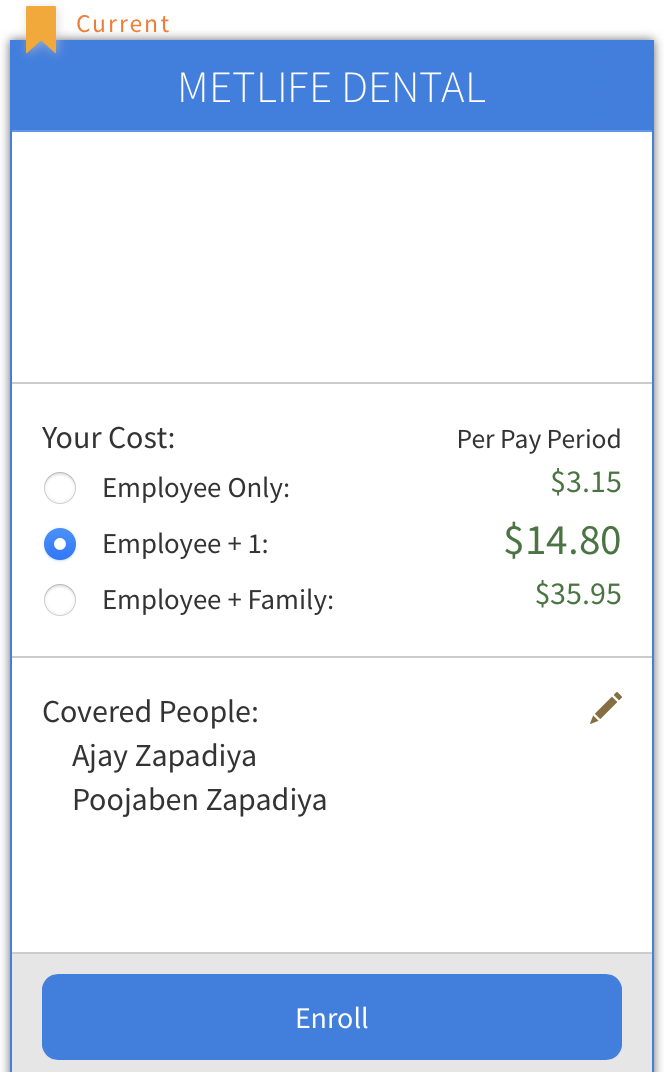 Current
METLIFE DENTAL
Your Cost: Per Pay Period
Employee Only: $3.15
Employee + 1: $14.80
Employee + Family: $35.95
Covered People:
Ajay Zapadiya
Poojaben Zapadiya
Enroll